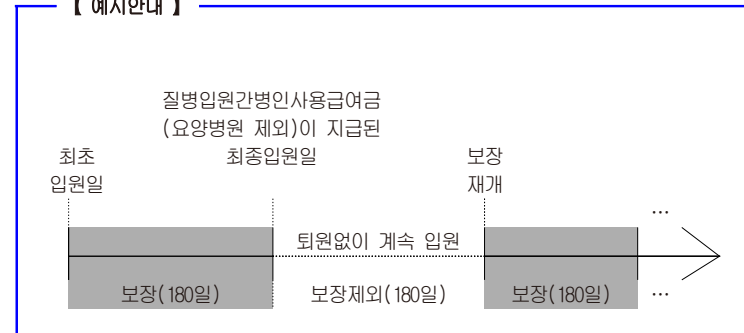 【 예시안내 】
질병입원간병인사용급여금
(요양병원 제외)이 지급된
최초
최종입원일
보장
입원일
재개
…
퇴원없이 계속 입원
보장(180일)
보장제외(180일)
보장(180일)
…